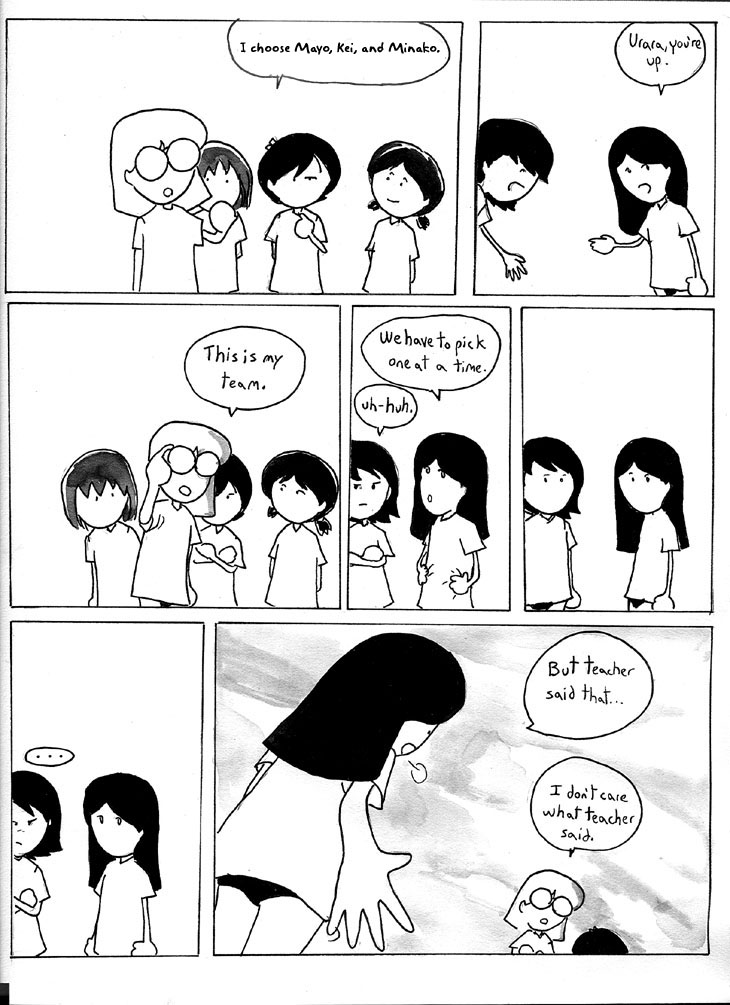 I choose Mayo, Kei, and Minako.
Urara, you're
up.
This is my
team.
We have to pick
one at a time.
uh-huh.
...
But teacher
said that...
I don't care
what teacher
said.